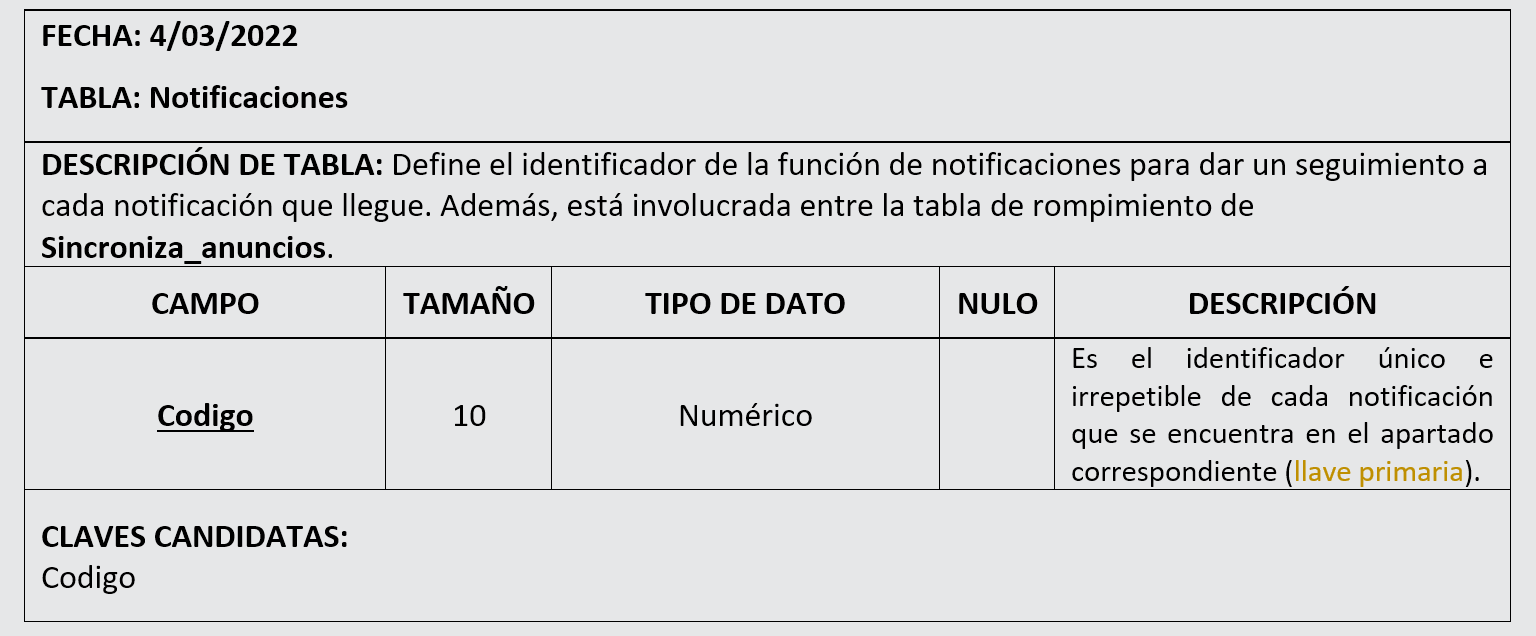 FECHA: 4/03/2022
TABLA: Notificaciones
DESCRIPCIÓN DE TABLA: Define el identificador de la función de notificaciones para dar un seguimiento a
cada notificación que llegue. Además, está involucrada entre la tabla de rompimiento de
Sincroniza_anuncios.
CAMPO TAMAÑO TIPO DE DATO NULO DESCRIPCIÓN
Codigo 10 Numérico
Es el identificador único e
irrepetible de cada notificación
que se encuentra en el apartado
correspondiente (llave primaria).
CLAVES CANDIDATAS:
Codigo